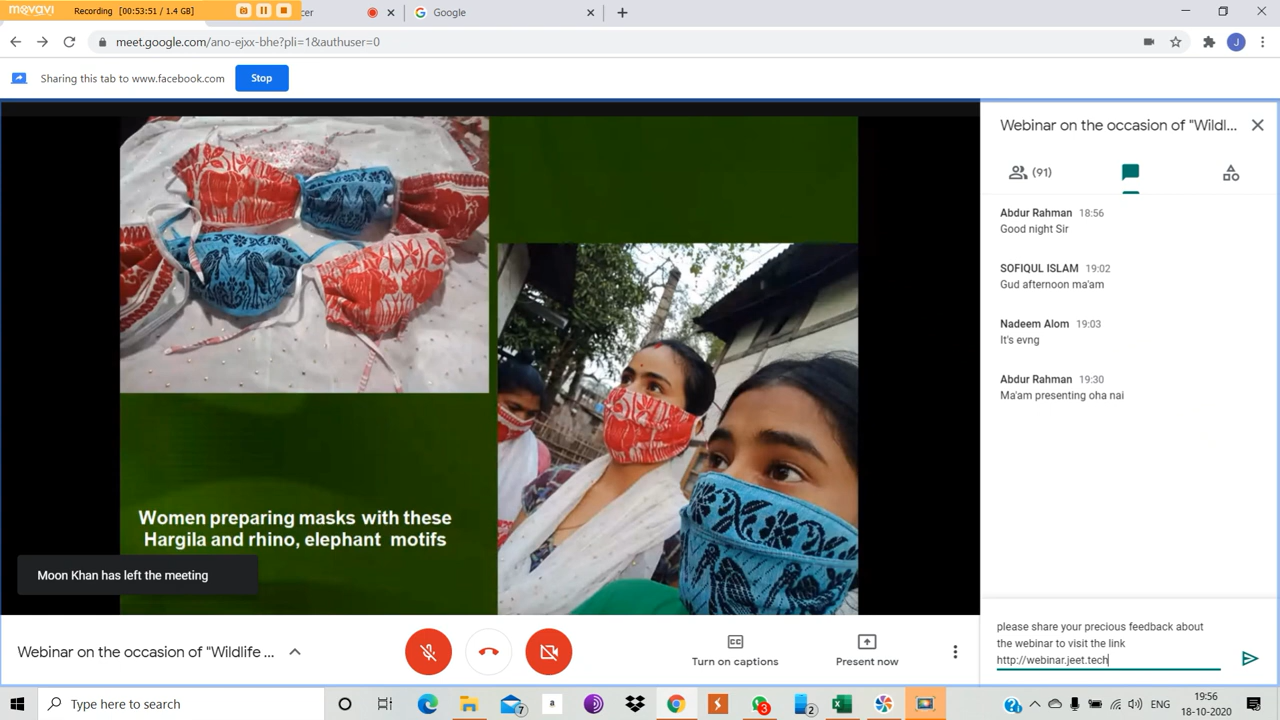 movavi
Recording (00:53:51 / 1.4 GB)
cer
Google
meet.google.com/ano-ejxx-bhe?pli=1&authuser=0
J
Sharing this tab to www.facebook.com
Stop
Women preparing masks with these
Hargila and rhino, elephant motifs
Moon Khan has left the meeting
Webinar on the occasion of "Wildlife ...
CC
Turn on captions
Present now
Webinar on the occasion of "Wildl...
(91)
Abdur Rahman 18:56
Good night Sir
SOFIQUL ISLAM 19:02
Gud afternoon ma'am
Nadeem Alom 19:03
It's evng
Abdur Rahman 19:30
Ma'am presenting oha nai
please share your precious feedback about
the webinar to visit the link
http://webinar.jeet.tech
Type here to search
7
a
3
2
ENG
19:56
18-10-2020